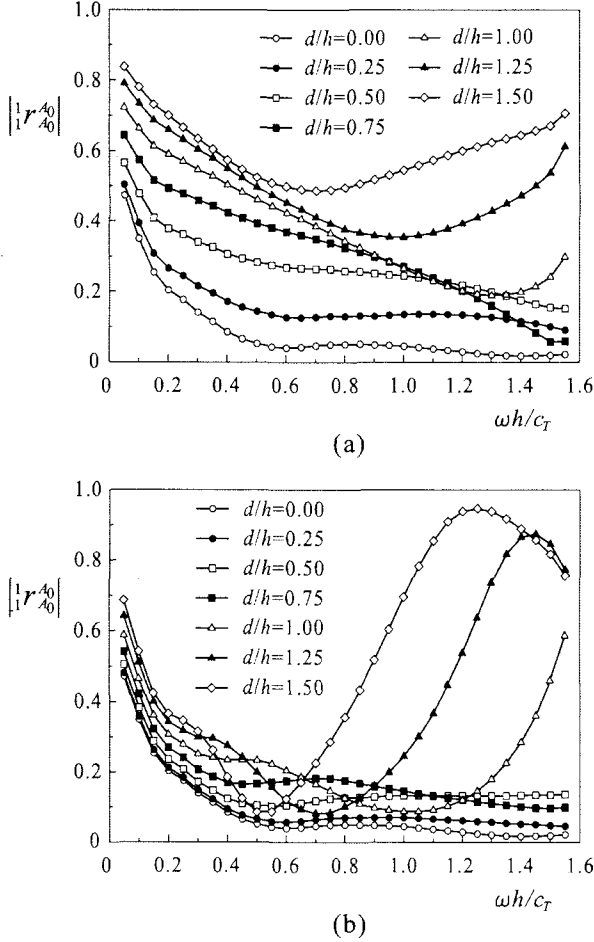 1.0
0.8
0.6
0.4
0.2
0
|¹₁r^{A₀}_{A₀}|
d/h=0.00
d/h=0.25
d/h=0.50
d/h=0.75
d/h=1.00
d/h=1.25
d/h=1.50
0 0.2 0.4 0.6 0.8 1.0 1.2 1.4 1.6
ωh/c_T
(a)
1.0
0.8
0.6
0.4
0.2
0
|¹₁r^{A₀}_{A₀}|
d/h=0.00
d/h=0.25
d/h=0.50
d/h=0.75
d/h=1.00
d/h=1.25
d/h=1.50
0 0.2 0.4 0.6 0.8 1.0 1.2 1.4 1.6
ωh/c_T
(b)